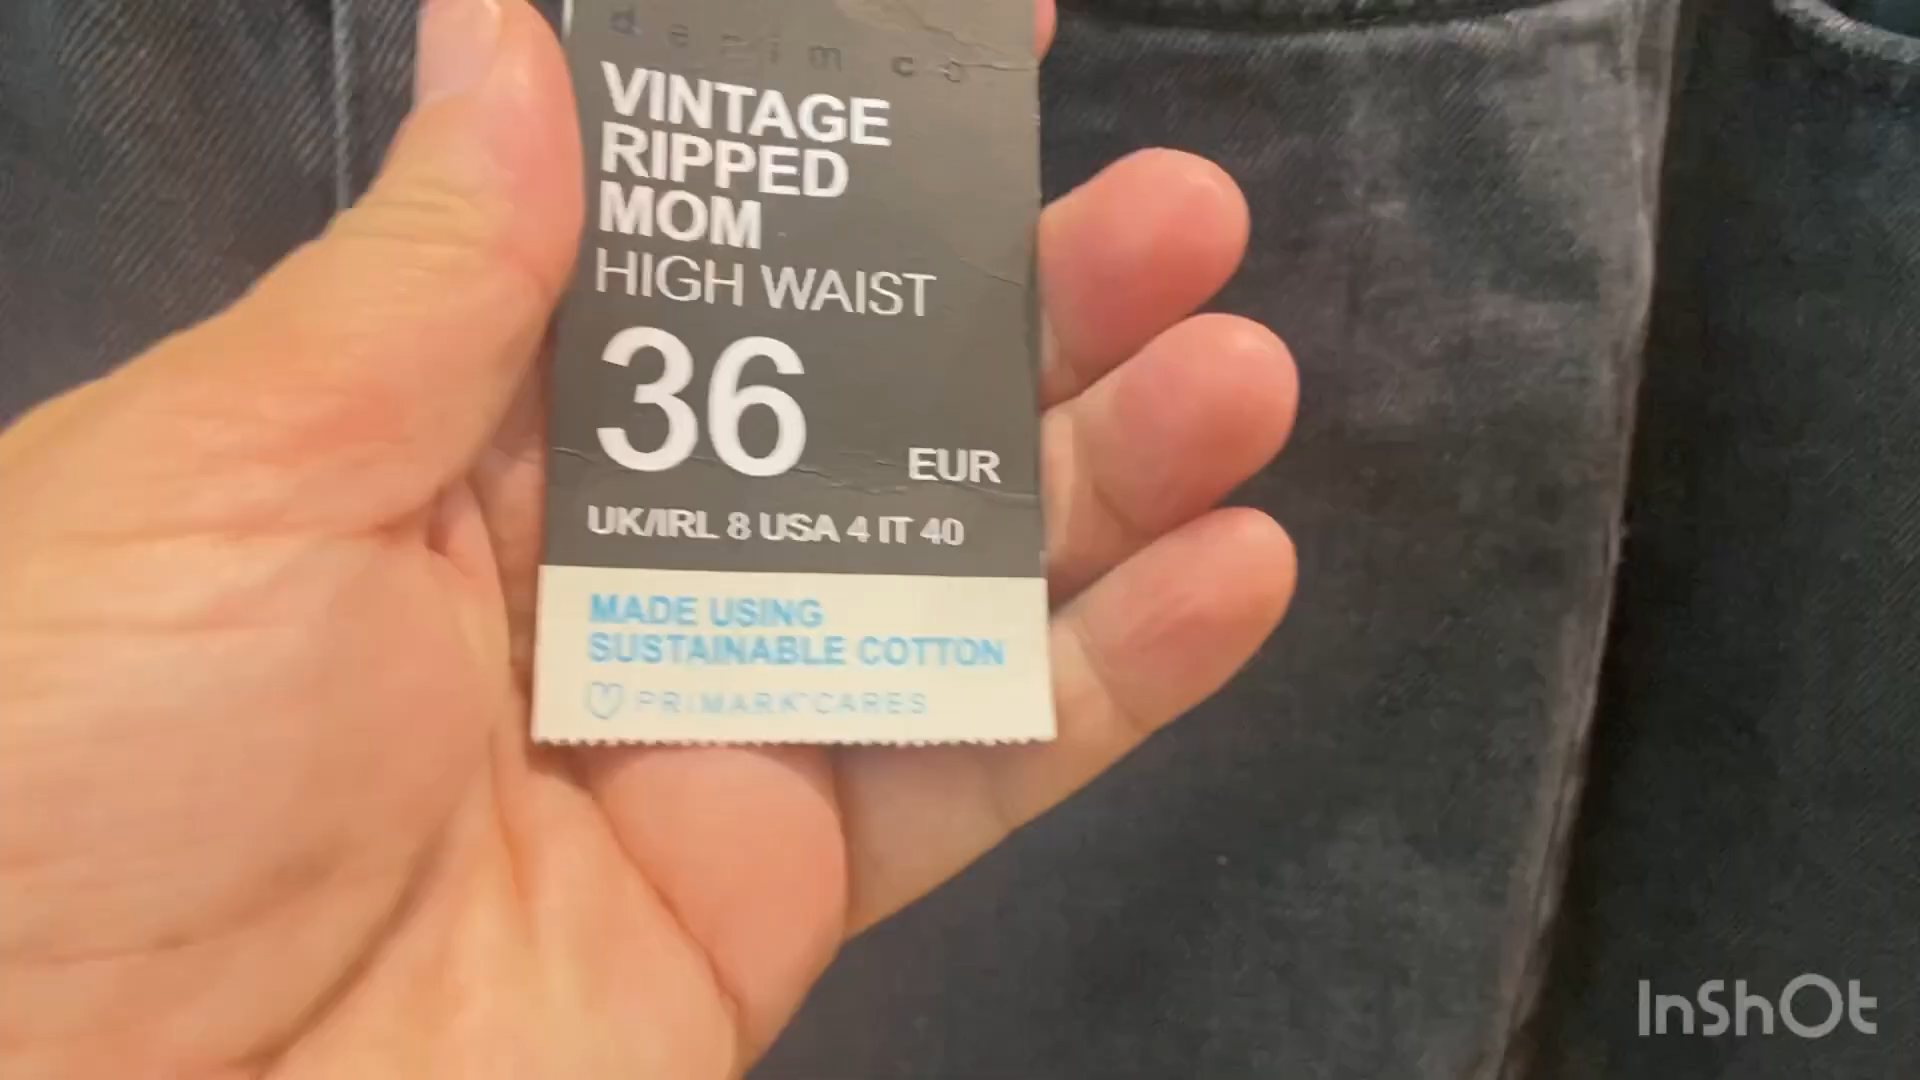 denim co
VINTAGE
RIPPED
MOM
HIGH WAIST
36 EUR
UK/IRL 8 USA 4 IT 40
MADE USING
SUSTAINABLE COTTON
PRIMARK CARES
InShOt